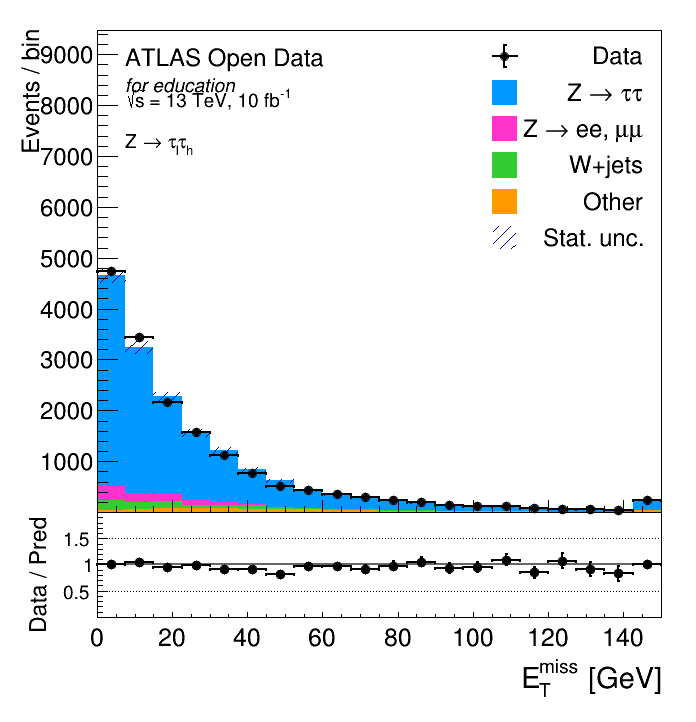 Events / bin
9000
8000
7000
6000
5000
4000
3000
2000
1000
ATLAS Open Data
for education
√s = 13 TeV, 10 fb-1
Z → τlτh
Data
Z → ττ
Z → ee, μμ
W+jets
Other
Stat. unc.
Data / Pred
1.5
1
0.5
0 20 40 60 80 100 120 140
ETmiss [GeV]